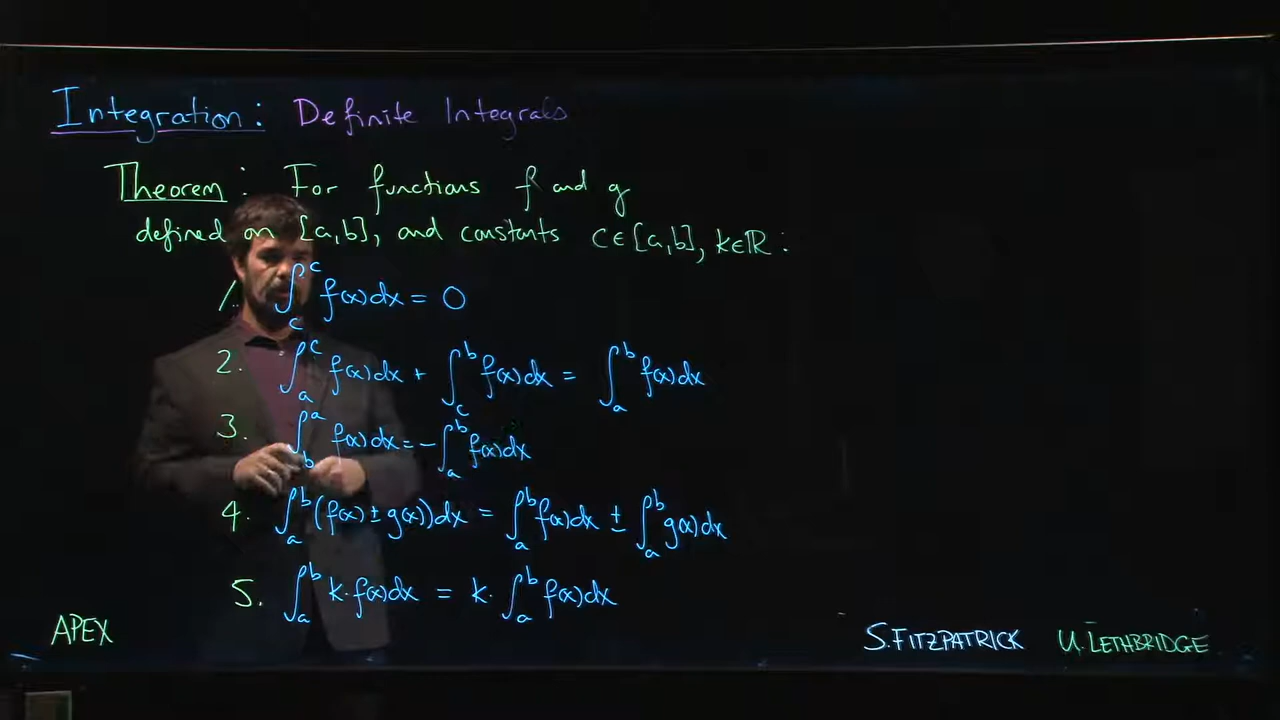 Integration: Definite Integrals
Theorem: For functions f and g
defined on [a,b], and constants c∈[a,b], k∈ℝ:
1. ∫_c^c f(x)dx = 0
2. ∫_a^c f(x)dx + ∫_c^b f(x)dx = ∫_a^b f(x)dx
3. ∫_b^a f(x)dx = -∫_a^b f(x)dx
4. ∫_a^b (f(x) ± g(x))dx = ∫_a^b f(x)dx ± ∫_a^b g(x)dx
5. ∫_a^b k·f(x)dx = k·∫_a^b f(x)dx
APEX
S. FITZPATRICK U. LETHBRIDGE